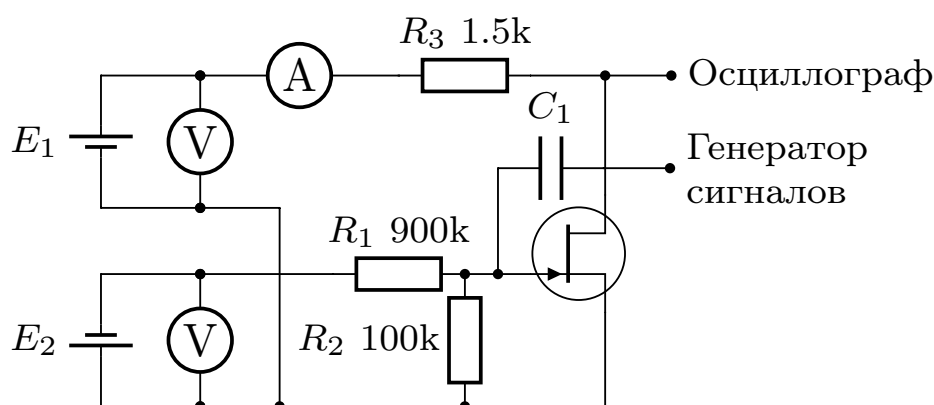 R3 1.5k
A
Осциллограф
C1
E1
V
Генератор
сигналов
R1 900k
E2
V
R2 100k